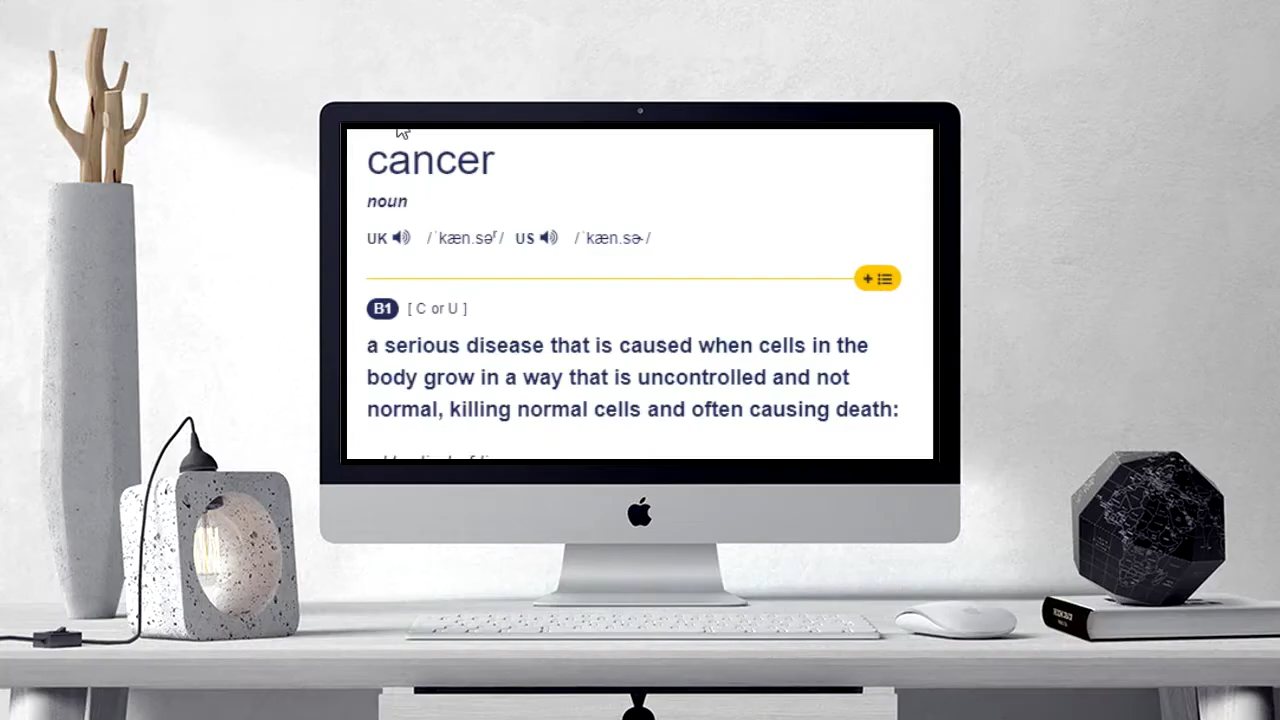 cancer
noun
UK /ˈkæn.səʳ/ US /ˈkæn.sɚ/
B1 [ C or U ]
a serious disease that is caused when cells in the
body grow in a way that is uncontrolled and not
normal, killing normal cells and often causing death: